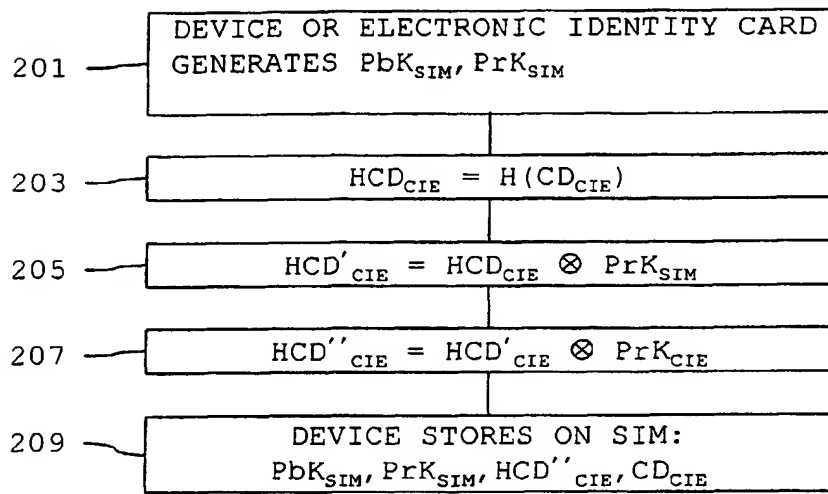 DEVICE OR ELECTRONIC IDENTITY CARD
201 GENERATES PbK_SIM, PrK_SIM
203 HCD_CIE = H(CD_CIE)
205 HCD'_CIE = HCD_CIE ⊗ PrK_SIM
207 HCD''_CIE = HCD'_CIE ⊗ PrK_CIE
209 DEVICE STORES ON SIM:
PbK_SIM, PrK_SIM, HCD''_CIE, CD_CIE